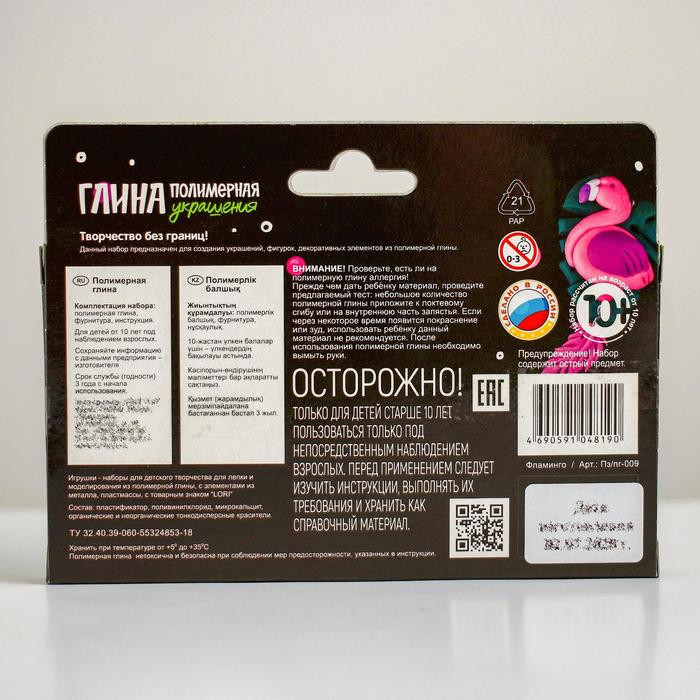 ГЛИНА ПОЛИМЕРНАЯ
украшения
Творчество без границ!
Данный набор предназначен для создания украшений, фигурок, декоративных элементов из полимерной глины.
RU Полимерная
глина
Комплектация набора:
полимерная глина,
фурнитура, инструкция.
Для детей от 10 лет под
наблюдением взрослых.
Сохраняйте информацию
с данными предприятия –
изготовителя
Срок службы (годности)
3 года с начала
использования.
KZ Полимерлік
балшық
Жиынтықтың
құрамдалуы: полимерлік
балшық, фурнитура,
нұсқаулық.
10-жастан үлкен балалар
үшін – үлкендердің
бақылауы астында.
Кәсіпорын-өндірушінің
мәліметтері бар ақпаратты
сақтаңыз.
Қызмет (жарамдылық)
мерзіміпайдалана
бастағаннан бастап 3 жыл.
ВНИМАНИЕ! Проверьте, есть ли на
полимерную глину аллергия!
Прежде чем дать ребёнку материал, проведите
предлагаемый тест: небольшое количество
полимерной глины приложите к локтевому
сгибу или на внутреннюю часть запястья. Если
через некоторое время появится покраснение
или зуд, использовать ребёнку данный
материал не рекомендуется. После
использования полимерной глины необходимо
вымыть руки.
ОСТОРОЖНО!
ТОЛЬКО ДЛЯ ДЕТЕЙ СТАРШЕ 10 ЛЕТ
ПОЛЬЗОВАТЬСЯ ТОЛЬКО ПОД
НЕПОСРЕДСТВЕННЫМ НАБЛЮДЕНИЕМ
ВЗРОСЛЫХ. ПЕРЕД ПРИМЕНЕНИЕМ СЛЕДУЕТ
ИЗУЧИТЬ ИНСТРУКЦИИ, ВЫПОЛНЯТЬ ИХ
ТРЕБОВАНИЯ И ХРАНИТЬ КАК
СПРАВОЧНЫЙ МАТЕРИАЛ.
EAC
21
PAP
0-3
СДЕЛАНО В РОССИИ
Набор рассчитан на возраст от 10 лет
10+
Предупреждение! Набор
содержит острый предмет.
4 690591 048190
Фламинго / Арт.: Пз/пг-009
Игрушки - наборы для детского творчества для лепки и
моделирования из полимерной глины, с элементами из
металла, пластмассы, с товарным знаком "LORI"
Состав: пластификатор, поливинилхлорид, микрокальцит,
органические и неорганические тонкодисперсные красители.
ТУ 32.40.39-060-55324853-18
Хранить при температуре от +5° до +35°С
Полимерная глина нетоксична и безопасна при соблюдении мер предосторожности, указанных в инструкции.